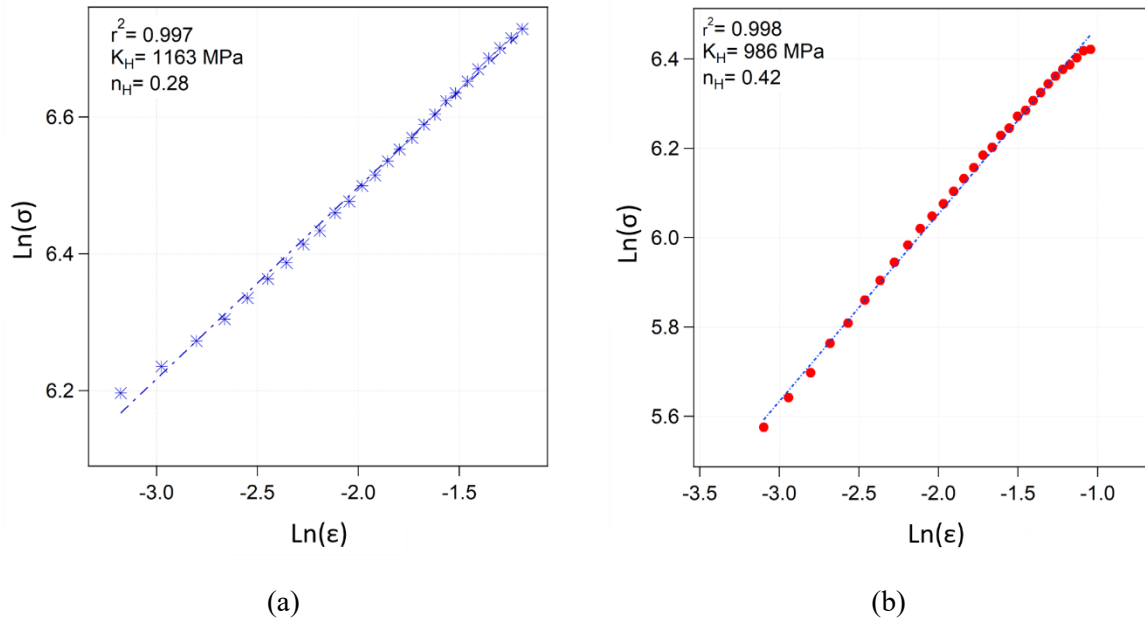 r² = 0.997
K_H= 1163 MPa
n_H= 0.28
6.6
6.4
6.2
Ln(σ)
-3.0 -2.5 -2.0 -1.5
Ln(ε)
(a)
r² = 0.998
K_H= 986 MPa
n_H= 0.42
6.4
6.2
6.0
5.8
5.6
Ln(σ)
-3.5 -3.0 -2.5 -2.0 -1.5 -1.0
Ln(ε)
(b)